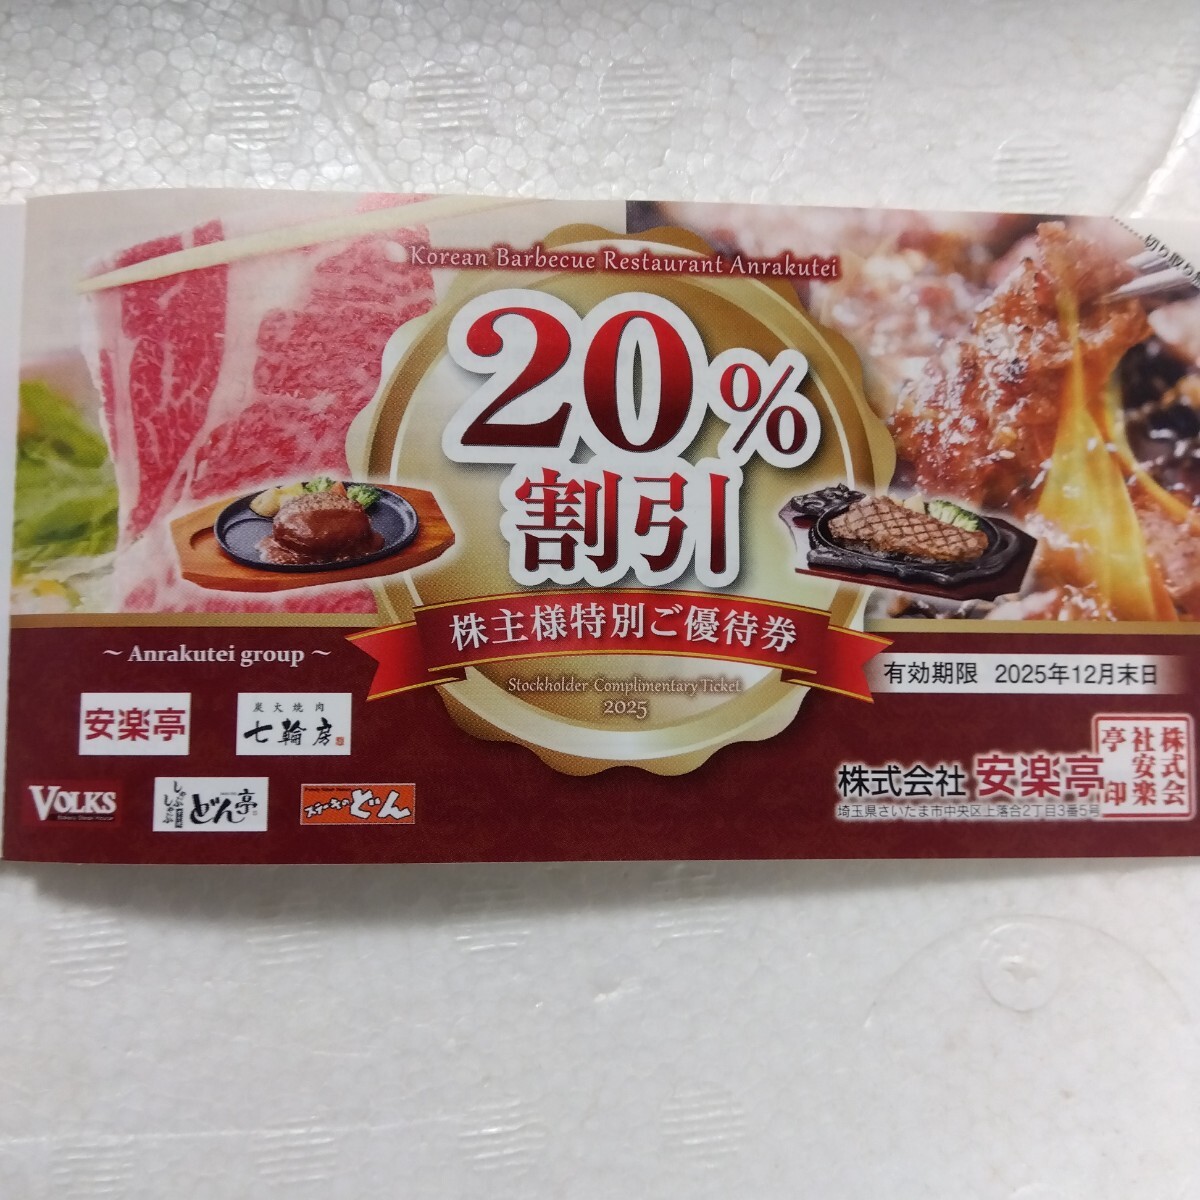 切り取り
Korean Barbecue Restaurant Anrakutei
20%
割引
株主様特別ご優待券
Stockholder Complimentary Ticket
2025
~ Anrakutei group ~
安楽亭
炭火焼肉
七輪房
VOLKS
しゃぶしゃぶ
どん亭
ステーキのどん
有効期限 2025年12月末日
株式会社 安楽亭
埼玉県さいたま市中央区上落合2丁目3番5号
株式会
社安楽
亭 印